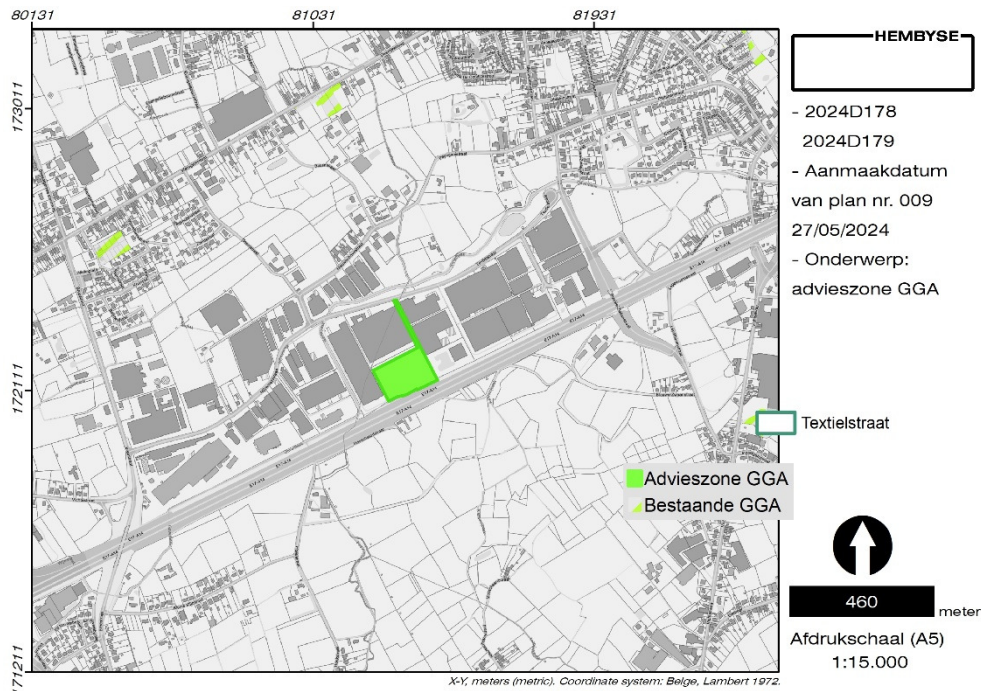 80131
81031
81931
173011
172111
171211
HEMBYSE
- 2024D178
2024D179
- Aanmaakdatum
van plan nr. 009
27/05/2024
- Onderwerp:
advieszone GGA
Textielstraat
Advieszone GGA
Bestaande GGA
460
meter
Afdrukschaal (A5)
1:15.000
X-Y, meters (metric). Coordinate system: Belge, Lambert 1972.